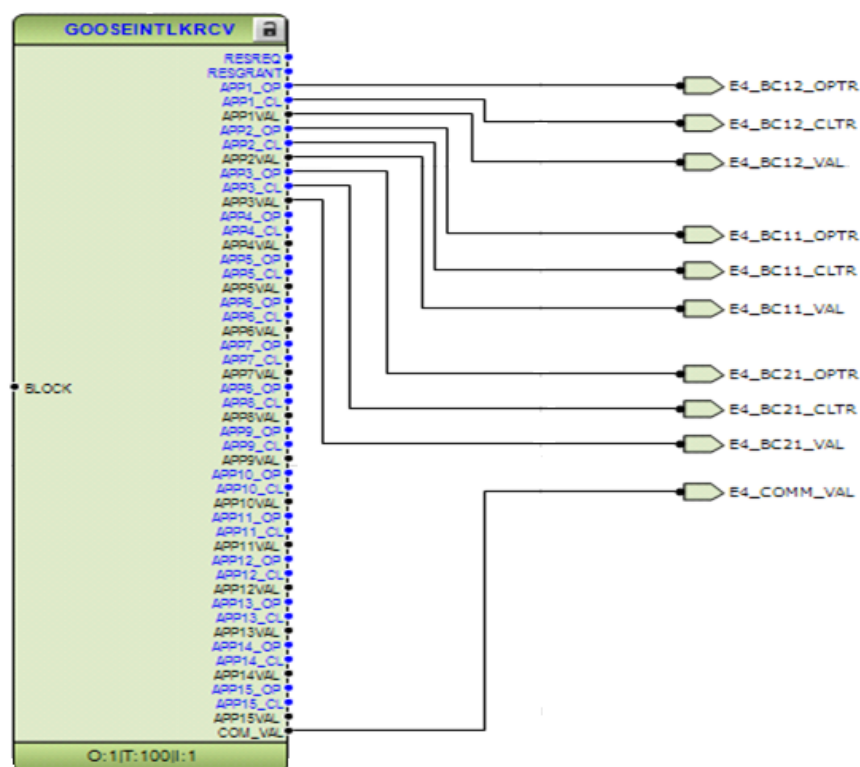 GOOSEINTLKRCV
RESREQ
RESGRANT
APP1_OP
APP1_CL
APP1VAL
APP2_OP
APP2_CL
APP2VAL
APP3_OP
APP3_CL
APP3VAL
APP4_OP
APP4_CL
APP4VAL
APP5_OP
APP5_CL
APP5VAL
APP6_OP
APP6_CL
APP6VAL
APP7_OP
APP7_CL
APP7VAL
APP8_OP
APP8_CL
APP8VAL
APP9_OP
APP9_CL
APP9VAL
APP10_OP
APP10_CL
APP10VAL
APP11_OP
APP11_CL
APP11VAL
APP12_OP
APP12_CL
APP12VAL
APP13_OP
APP13_CL
APP13VAL
APP14_OP
APP14_CL
APP14VAL
APP15_OP
APP15_CL
APP15VAL
COM_VAL
BLOCK
O:1|T:100|I:1
E4_BC12_OPTR
E4_BC12_CLTR
E4_BC12_VAL
E4_BC11_OPTR
E4_BC11_CLTR
E4_BC11_VAL
E4_BC21_OPTR
E4_BC21_CLTR
E4_BC21_VAL
E4_COMM_VAL